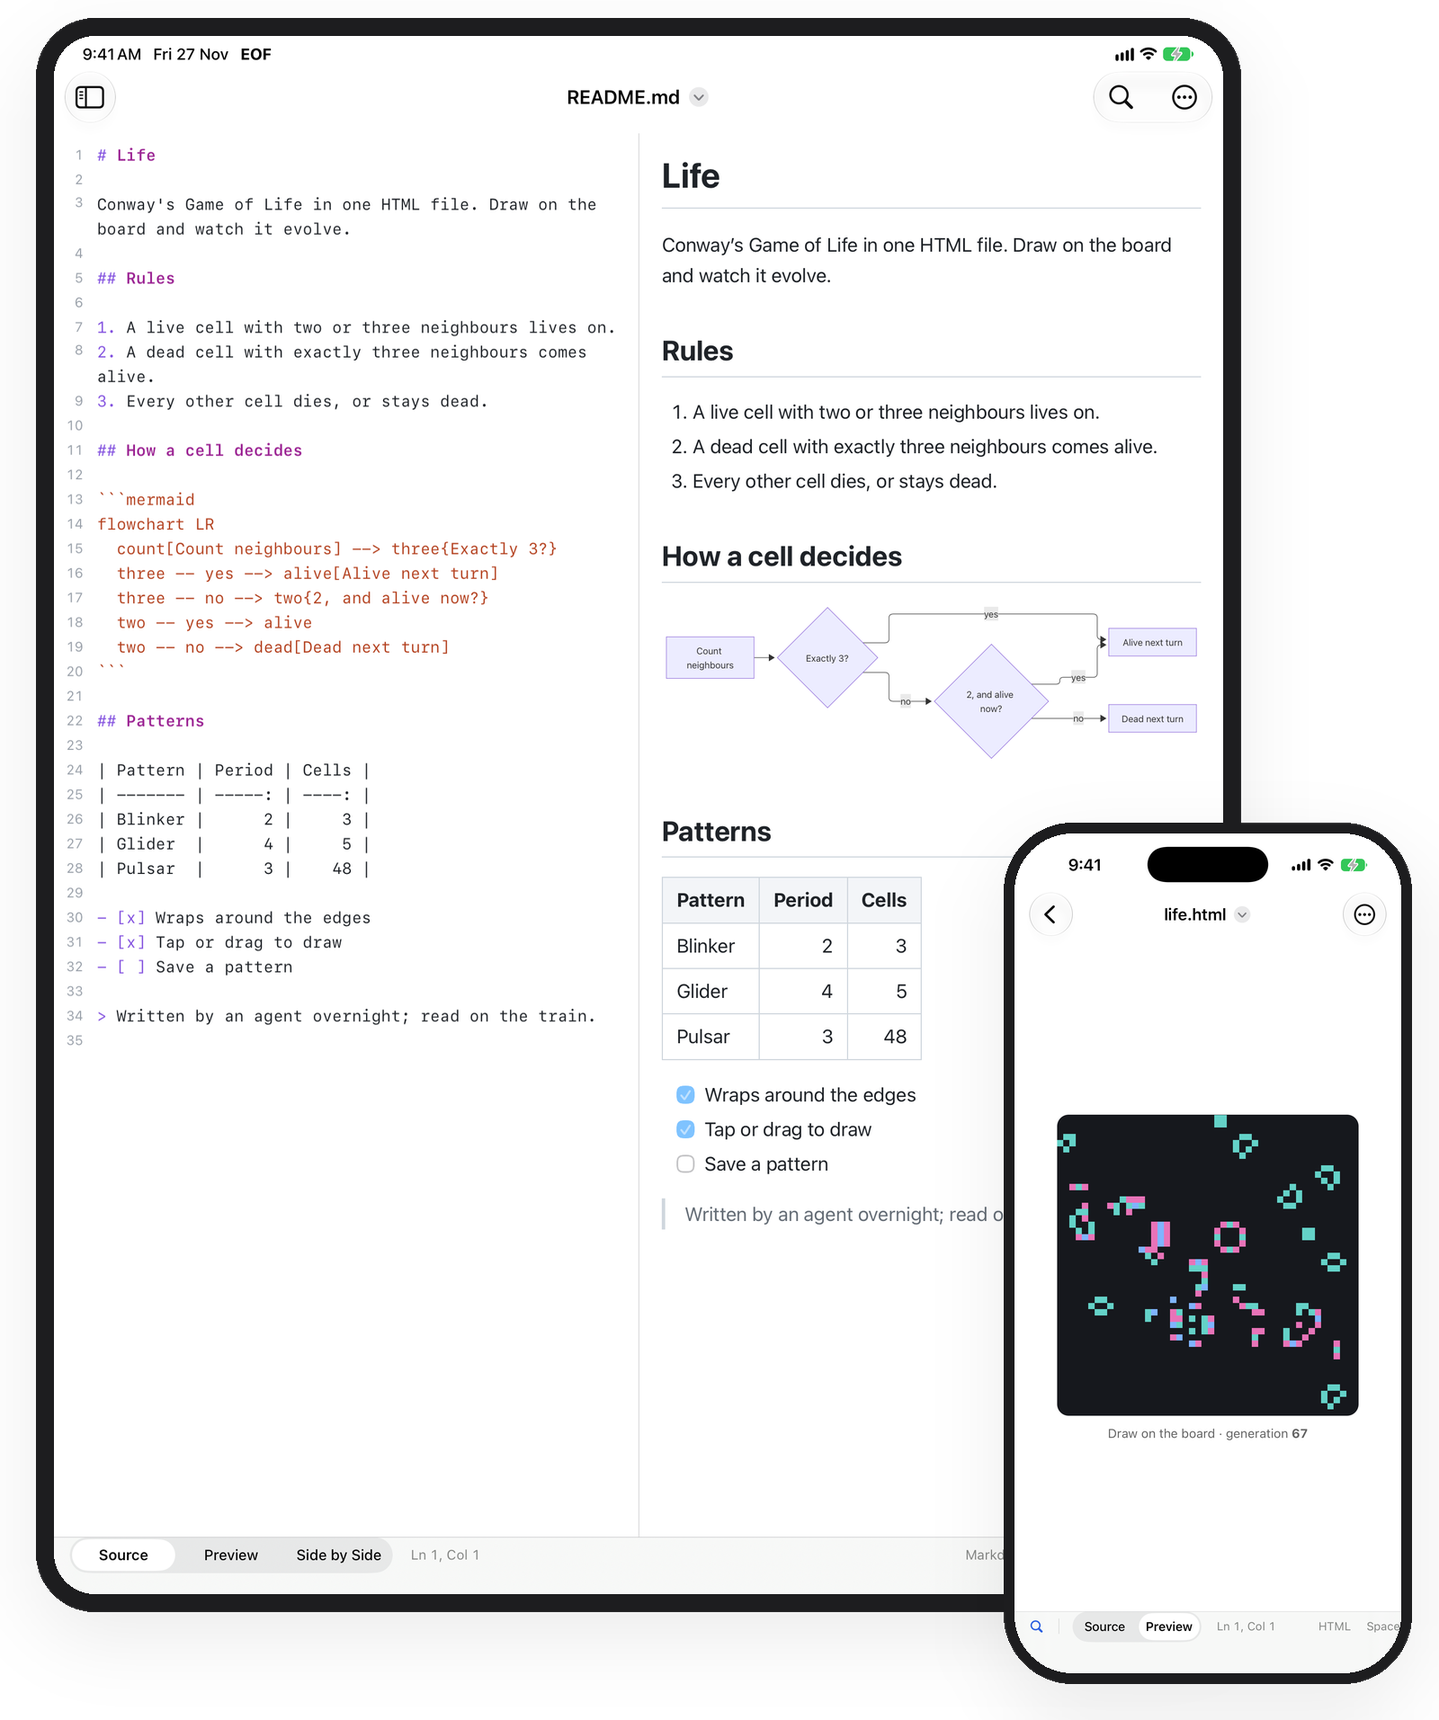 9:41 AM Fri 27 Nov EOF
README.md
1 # Life
2
3 Conway's Game of Life in one HTML file. Draw on the
board and watch it evolve.
4
5 ## Rules
6
7 1. A live cell with two or three neighbours lives on.
8 2. A dead cell with exactly three neighbours comes
alive.
9 3. Every other cell dies, or stays dead.
10
11 ## How a cell decides
12
13 ```mermaid
14 flowchart LR
15   count[Count neighbours] --> three{Exactly 3?}
16   three -- yes --> alive[Alive next turn]
17   three -- no --> two{2, and alive now?}
18   two -- yes --> alive
19   two -- no --> dead[Dead next turn]
20 ```
21
22 ## Patterns
23
24 | Pattern | Period | Cells |
25 | ------- | -----: | ----: |
26 | Blinker |      2 |     3 |
27 | Glider  |      4 |     5 |
28 | Pulsar  |      3 |    48 |
29
30 - [x] Wraps around the edges
31 - [x] Tap or drag to draw
32 - [ ] Save a pattern
33
34 > Written by an agent overnight; read on the train.
35
Life
Conway’s Game of Life in one HTML file. Draw on the board
and watch it evolve.
Rules
1. A live cell with two or three neighbours lives on.
2. A dead cell with exactly three neighbours comes alive.
3. Every other cell dies, or stays dead.
How a cell decides
Count
neighbours
Exactly 3?
yes
no
2, and alive
now?
yes
no
Alive next turn
Dead next turn
Patterns
Pattern Period Cells
Blinker 2 3
Glider 4 5
Pulsar 3 48
Wraps around the edges
Tap or drag to draw
Save a pattern
Written by an agent overnight; read o
Source Preview Side by Side Ln 1, Col 1 Markd
9:41
life.html
Draw on the board · generation 67
Source Preview Ln 1, Col 1 HTML Space